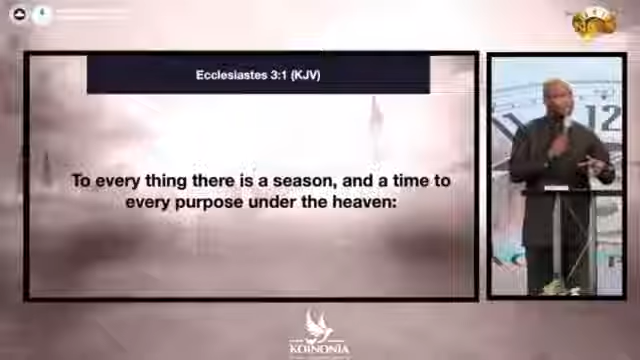 Ecclesiastes 3:1 (KJV)
To every thing there is a season, and a time to
every purpose under the heaven:
12
KOINONIA